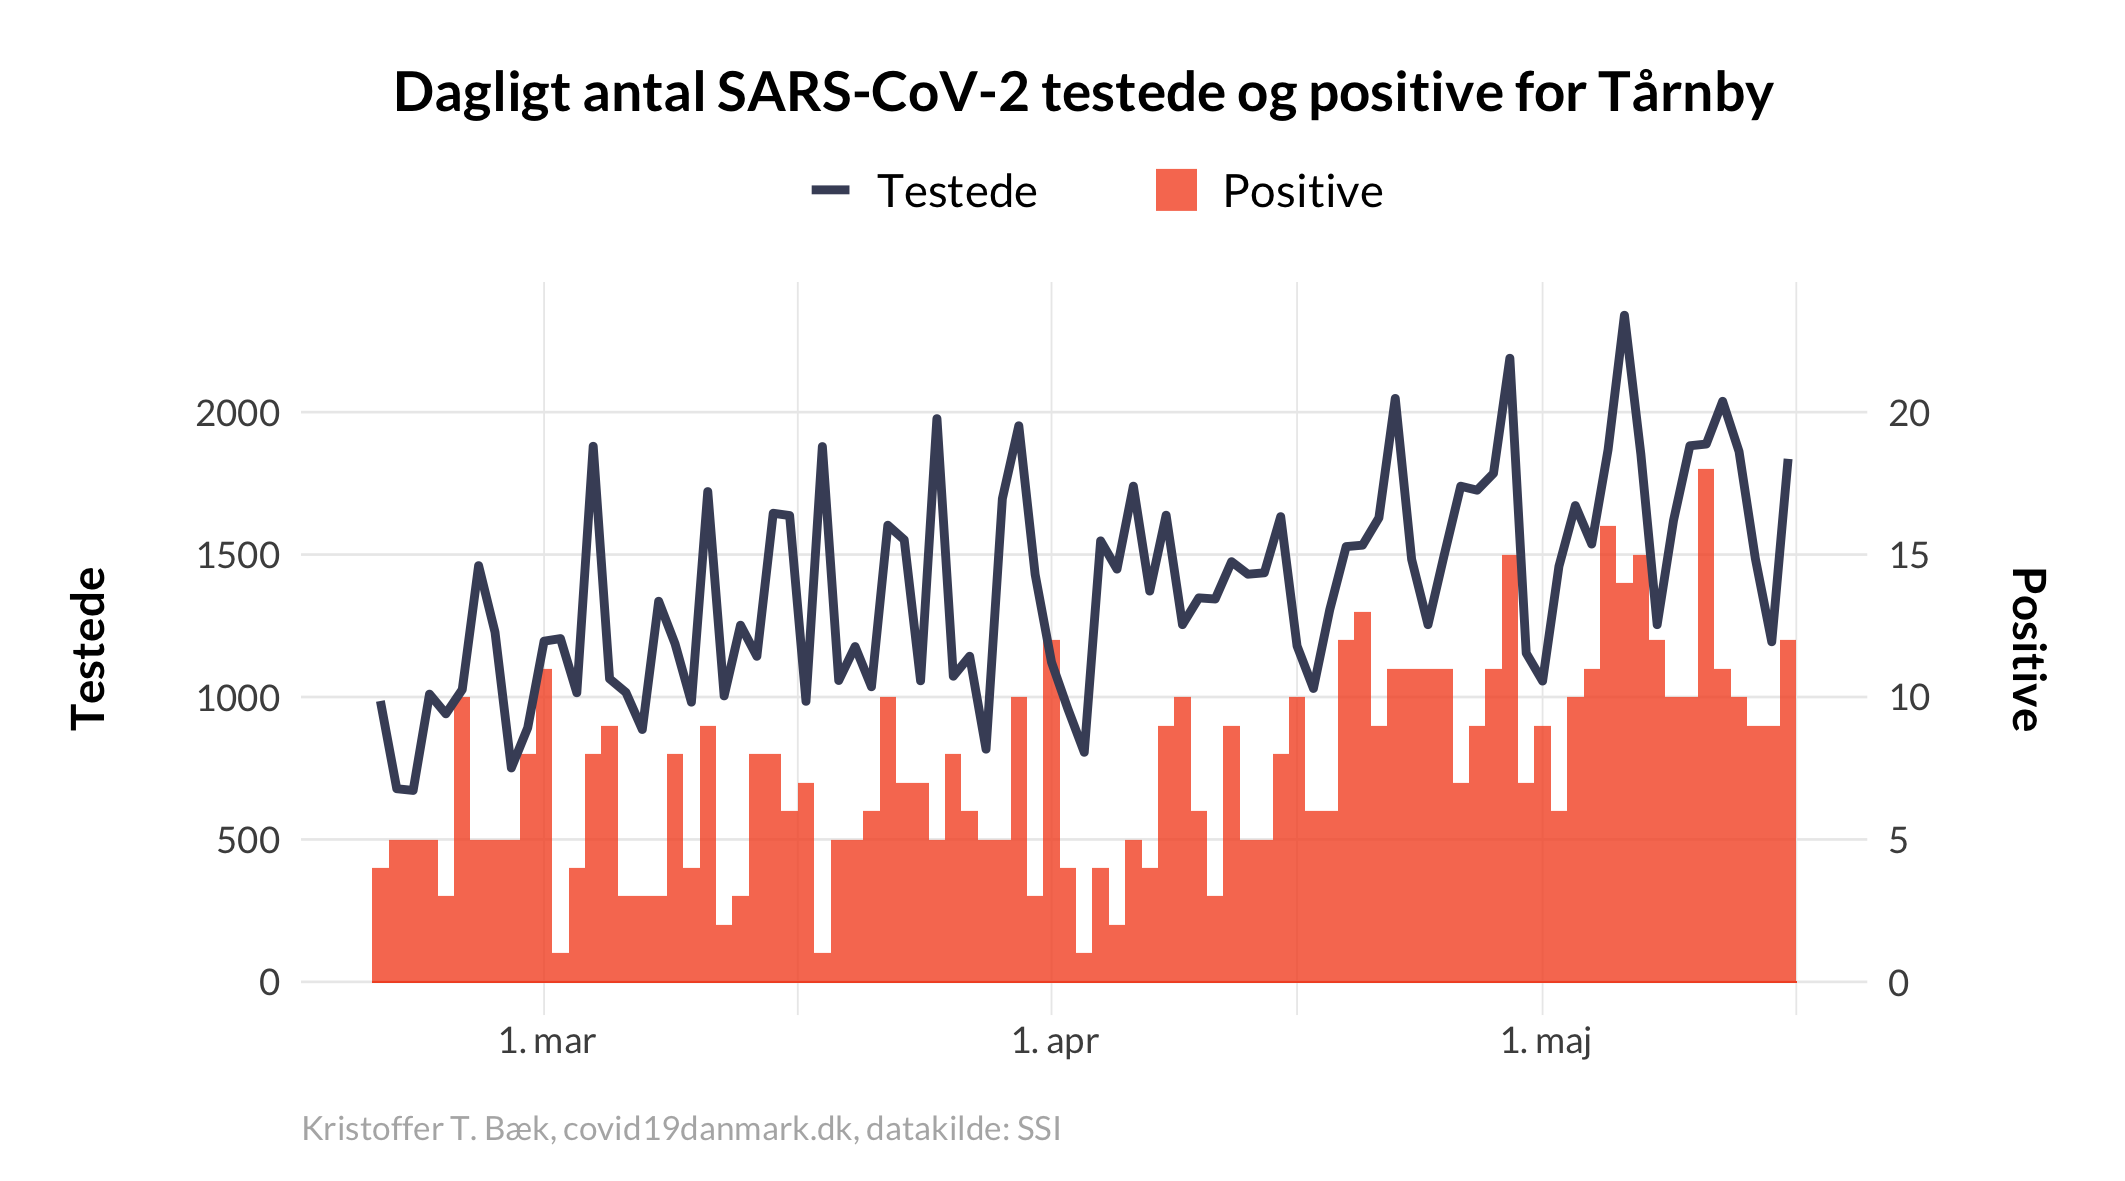 Dagligt antal SARS-CoV-2 testede og positive for Tårnby
Testede Positive
Testede
2000
1500
1000
500
0
20
15
10
5
0
Positive
1. mar 1. apr 1. maj
Kristoffer T. Bæk, covid19danmark.dk, datakilde: SSI